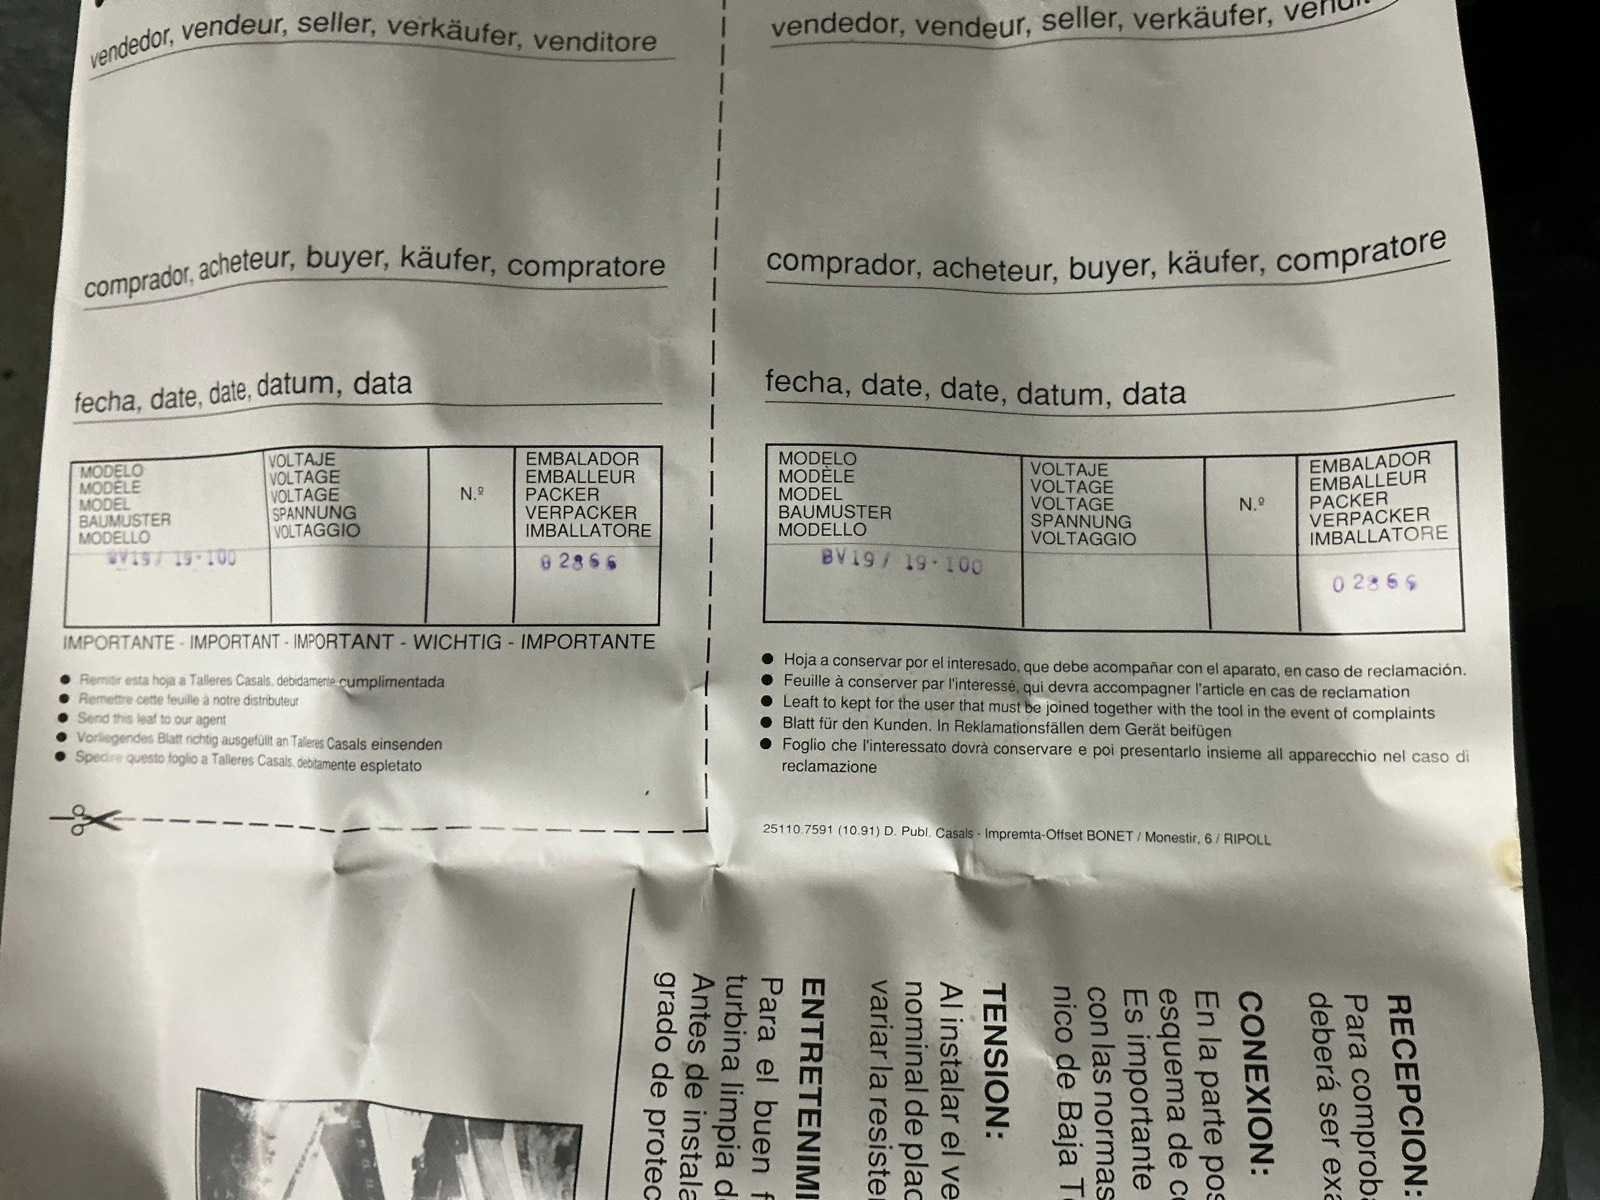 vendedor, vendeur, seller, verkäufer, venditore
comprador, acheteur, buyer, käufer, compratore
fecha, date, date, datum, data
MODELO
MODÈLE
MODEL
BAUMUSTER
MODELLO
VOLTAJE
VOLTAGE
VOLTAGE
SPANNUNG
VOLTAGGIO
N.º
EMBALADOR
EMBALLEUR
PACKER
VERPACKER
IMBALLATORE
BV19/ 19-100
02866
IMPORTANTE - IMPORTANT - IMPORTANT - WICHTIG - IMPORTANTE
● Remitir esta hoja a Talleres Casals, debidamente cumplimentada
● Remettre cette feuille à notre distributeur
● Send this leaf to our agent
● Vorliegendes Blatt richtig ausgefüllt an Talleres Casals einsenden
● Spedire questo foglio a Talleres Casals, debitamente espletato
vendedor, vendeur, seller, verkäufer,
comprador, acheteur, buyer, käufer, compratore
fecha, date, date, datum, data
MODELO
MODÈLE
MODEL
BAUMUSTER
MODELLO
VOLTAJE
VOLTAGE
VOLTAGE
SPANNUNG
VOLTAGGIO
N.º
EMBALADOR
EMBALLEUR
PACKER
VERPACKER
IMBALLATORE
BV19/ 19-100
02866
● Hoja a conservar por el interesado, que debe acompañar con el aparato, en caso de reclamación.
● Feuille à conserver par l'interessé, qui devra accompagner l'article en cas de reclamation
● Leaft to kept for the user that must be joined together with the tool in the event of complaints
● Blatt für den Kunden. In Reklamationsfällen dem Gerät beifügen
● Foglio che l'interessato dovrà conservare e poi presentarlo insieme all apparecchio nel caso di
reclamazione
25110.7591 (10.91) D. Publ. Casals - Impremta-Offset BONET / Monestir, 6 / RIPOLL
RECEPCION:
Para comproba
deberá ser exa
CONEXION:
En la parte pos
esquema de co
Es importante
con las normas
nico de Baja T
TENSION:
Al instalar el ve
nominal de plac
variar la resister
ENTRETENIMI
Para el buen f
turbina limpia d
Antes de instala
grado de protec